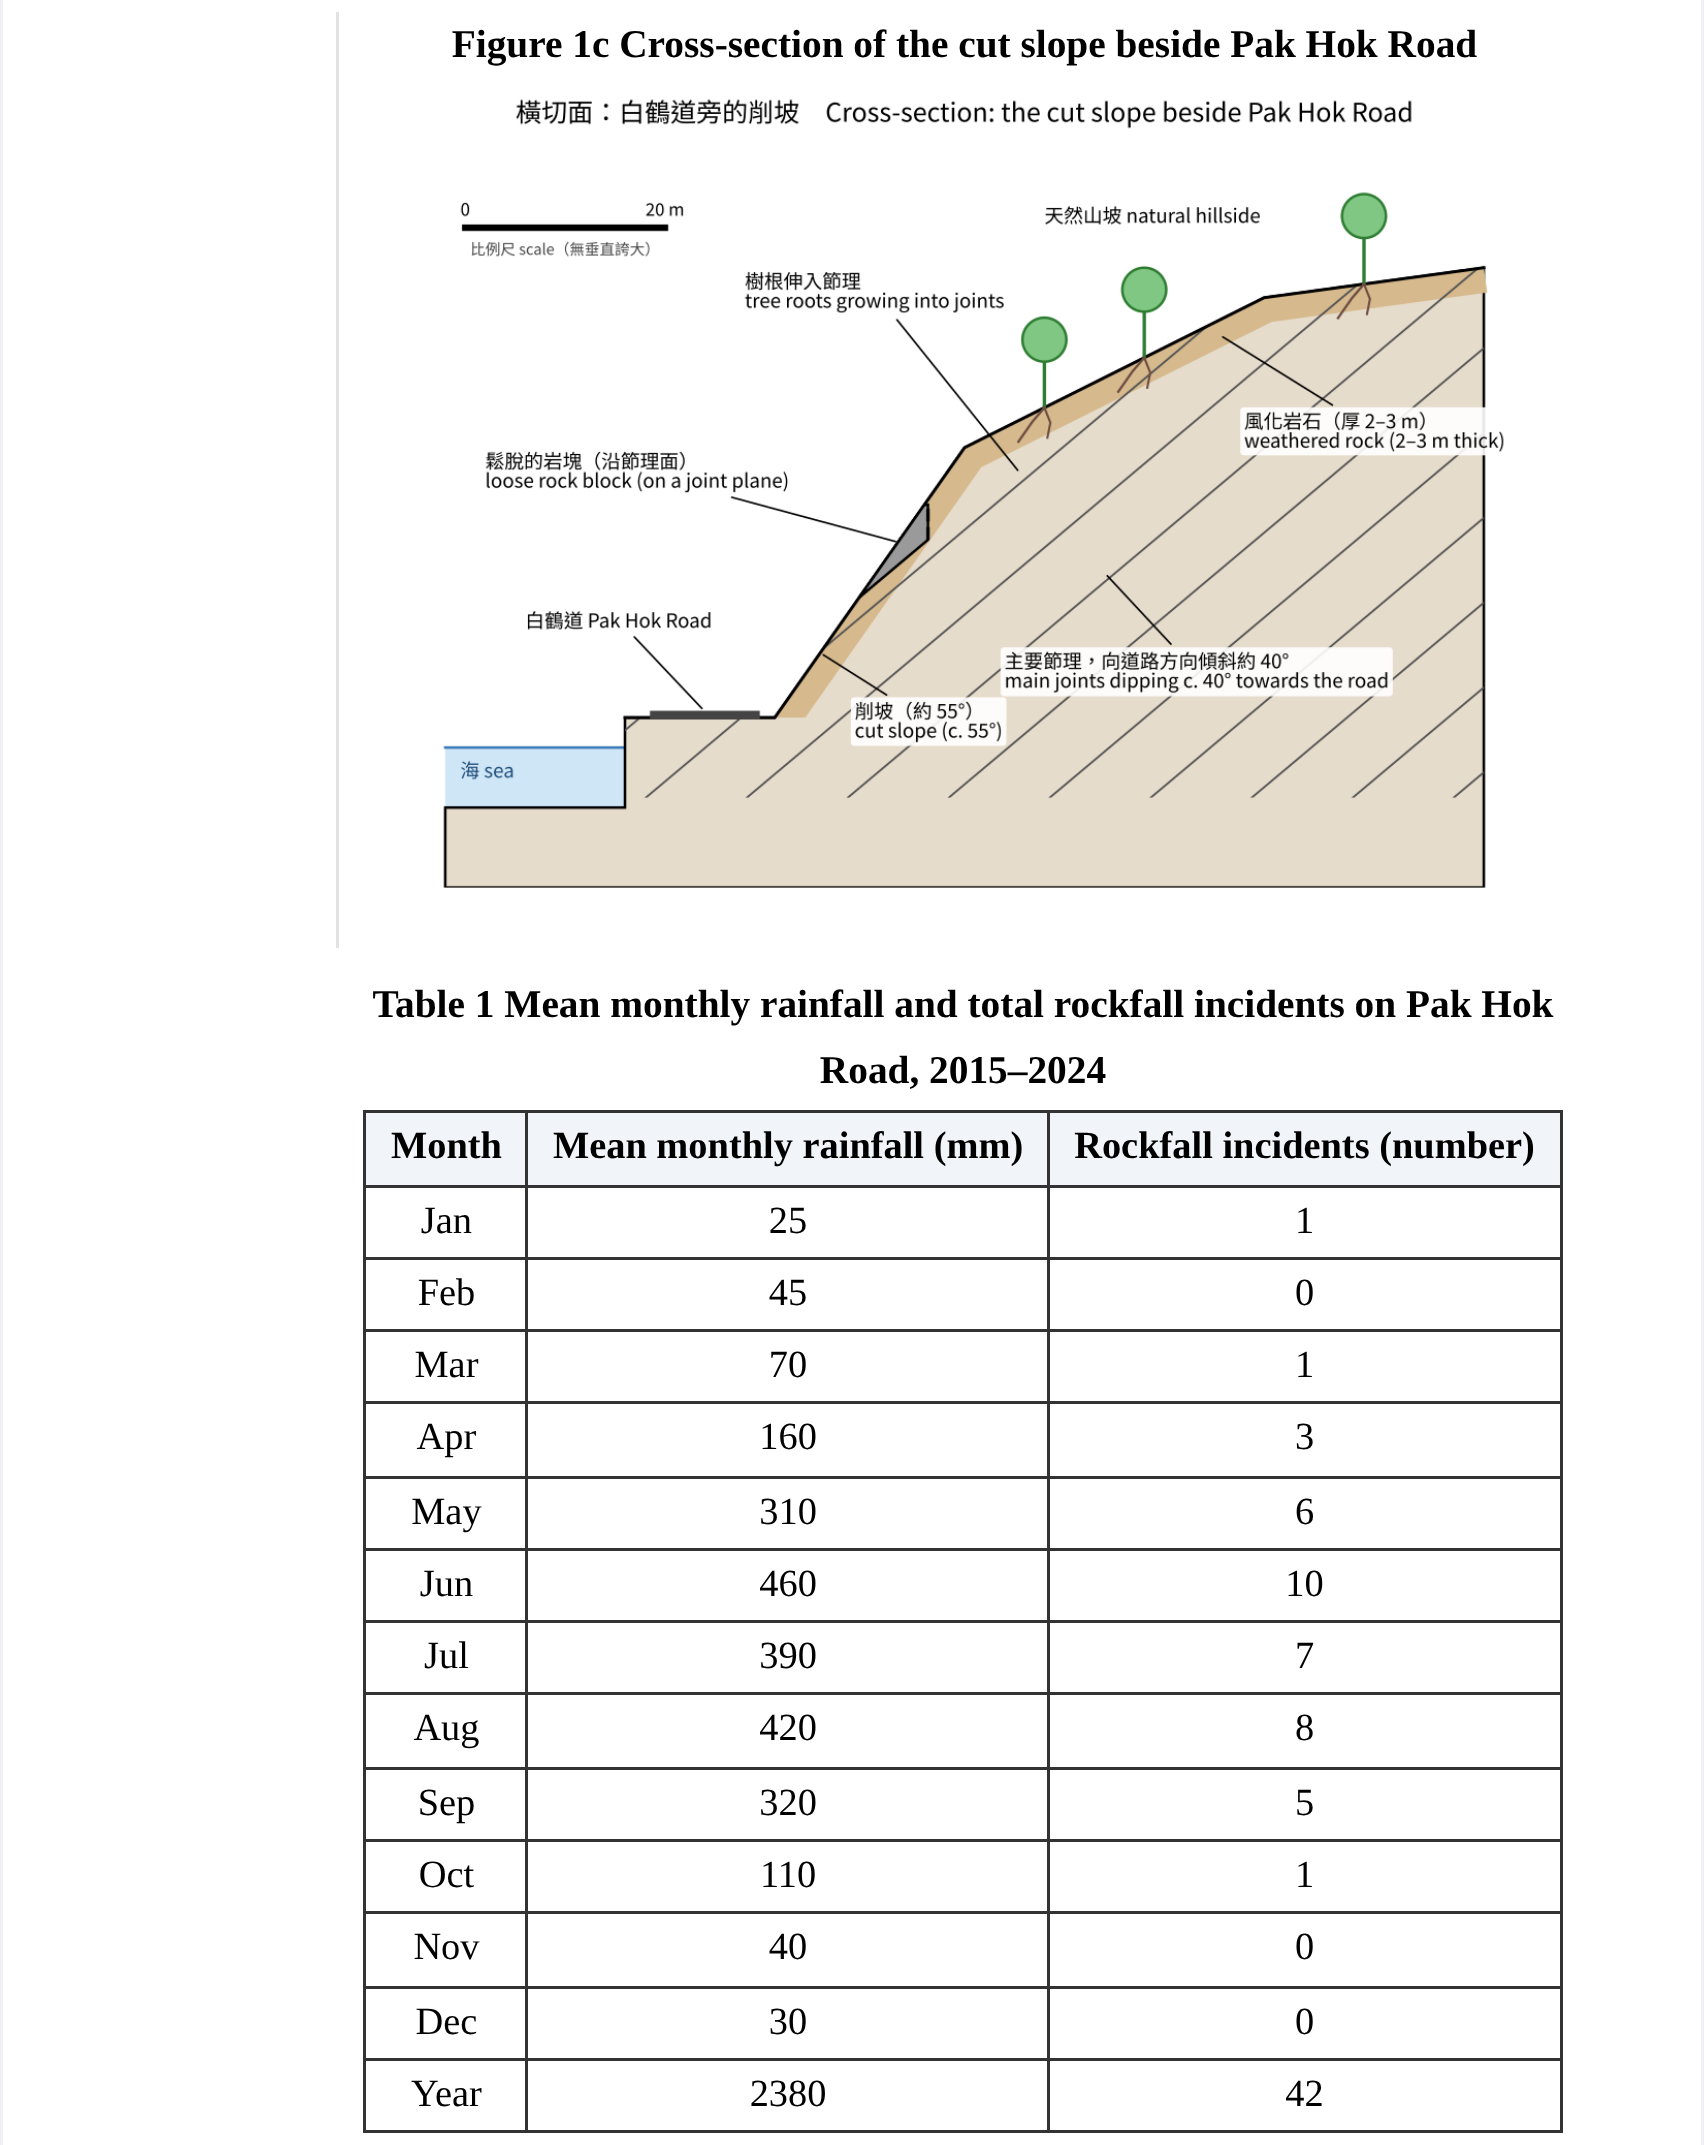 Figure 1c Cross-section of the cut slope beside Pak Hok Road
橫切面：白鶴道旁的削坡 Cross-section: the cut slope beside Pak Hok Road
0 20 m
比例尺 scale（無垂直誇大）
天然山坡 natural hillside
樹根伸入節理
tree roots growing into joints
風化岩石（厚 2–3 m）
weathered rock (2–3 m thick)
鬆脫的岩塊（沿節理面）
loose rock block (on a joint plane)
白鶴道 Pak Hok Road
主要節理，向道路方向傾斜約 40°
main joints dipping c. 40° towards the road
削坡（約 55°）
cut slope (c. 55°)
海 sea
Table 1 Mean monthly rainfall and total rockfall incidents on Pak Hok
Road, 2015–2024
Month Mean monthly rainfall (mm) Rockfall incidents (number)
Jan 25 1
Feb 45 0
Mar 70 1
Apr 160 3
May 310 6
Jun 460 10
Jul 390 7
Aug 420 8
Sep 320 5
Oct 110 1
Nov 40 0
Dec 30 0
Year 2380 42